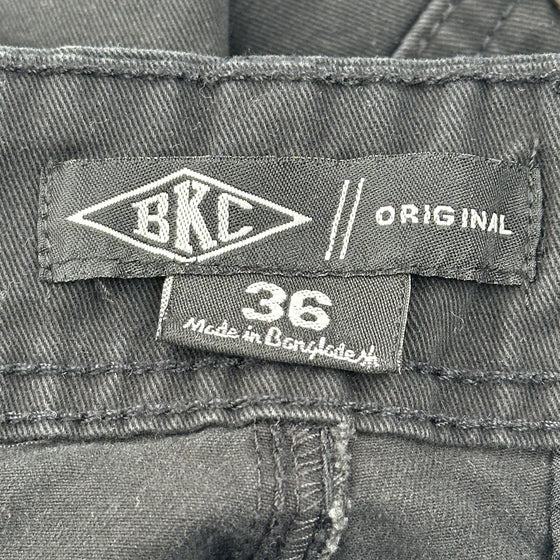 BKC // ORIGINAL
36
Made in Bangladesh